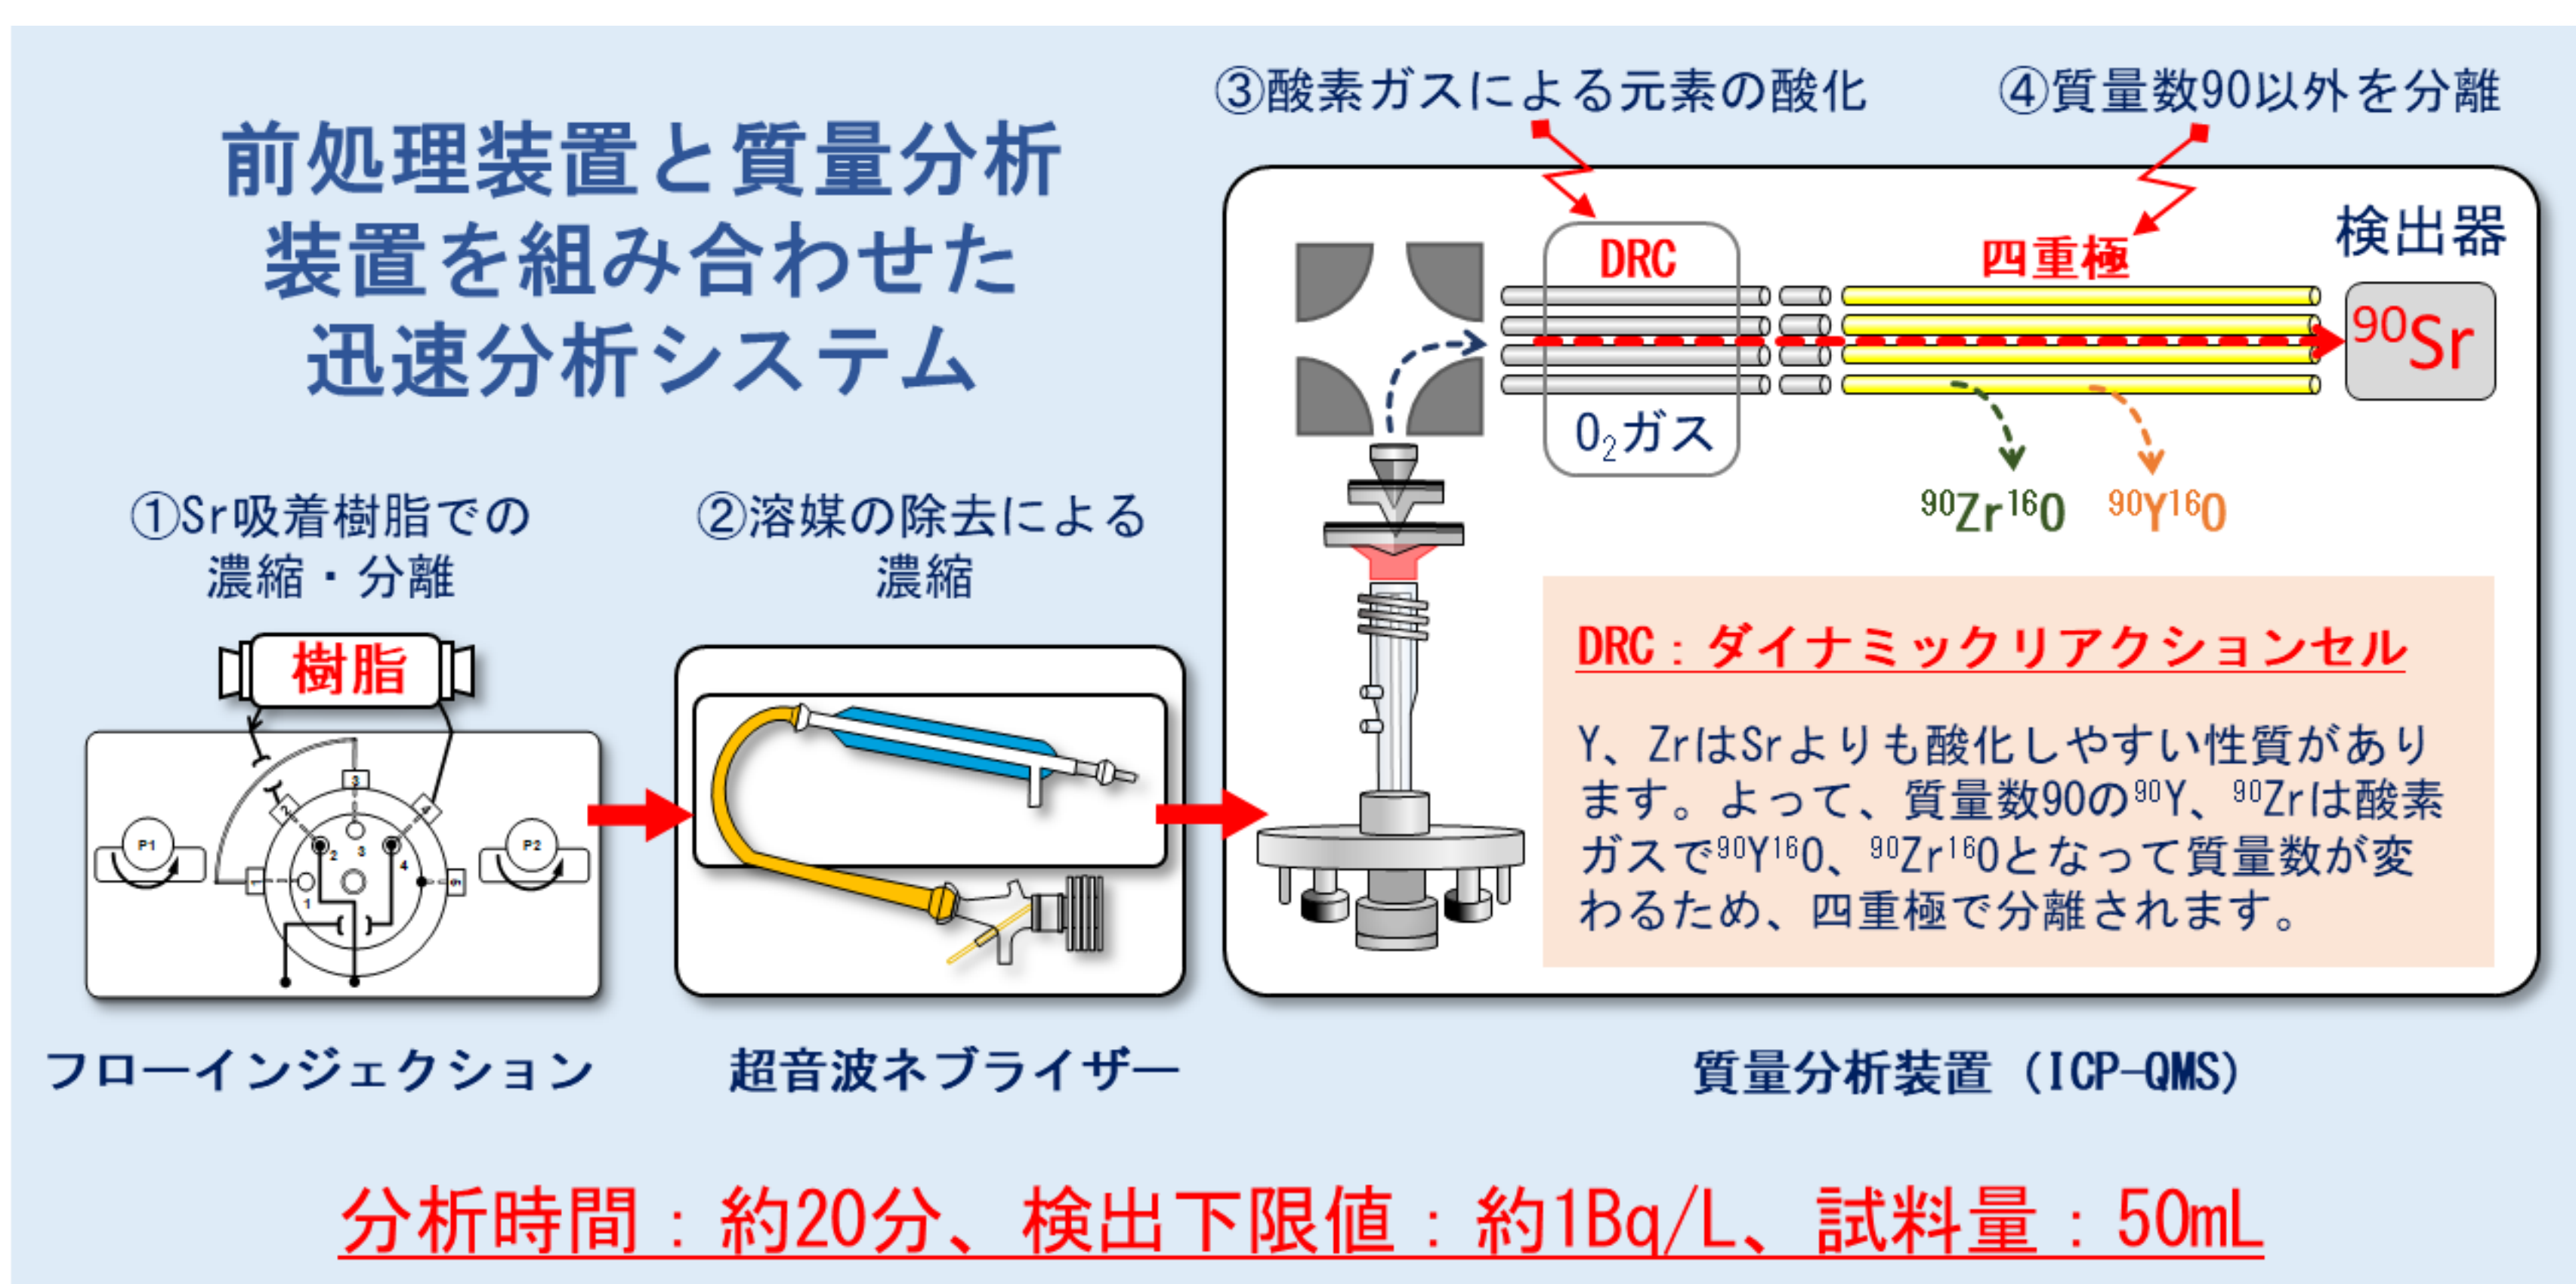 前処理装置と質量分析
装置を組み合わせた
迅速分析システム
①Sr吸着樹脂での
濃縮・分離
樹脂
P1
P2
1
2
3
4
5
1
2
3
4
フローインジェクション
②溶媒の除去による
濃縮
超音波ネブライザー
③酸素ガスによる元素の酸化
④質量数90以外を分離
DRC
O₂ガス
四重極
検出器
⁹⁰Sr
⁹⁰Zr¹⁶O
⁹⁰Y¹⁶O
DRC：ダイナミックリアクションセル
Y、ZrはSrよりも酸化しやすい性質があり
ます。よって、質量数90の⁹⁰Y、⁹⁰Zrは酸素
ガスで⁹⁰Y¹⁶O、⁹⁰Zr¹⁶Oとなって質量数が変
わるため、四重極で分離されます。
質量分析装置（ICP-QMS）
分析時間：約20分、検出下限値：約1Bq/L、試料量：50mL